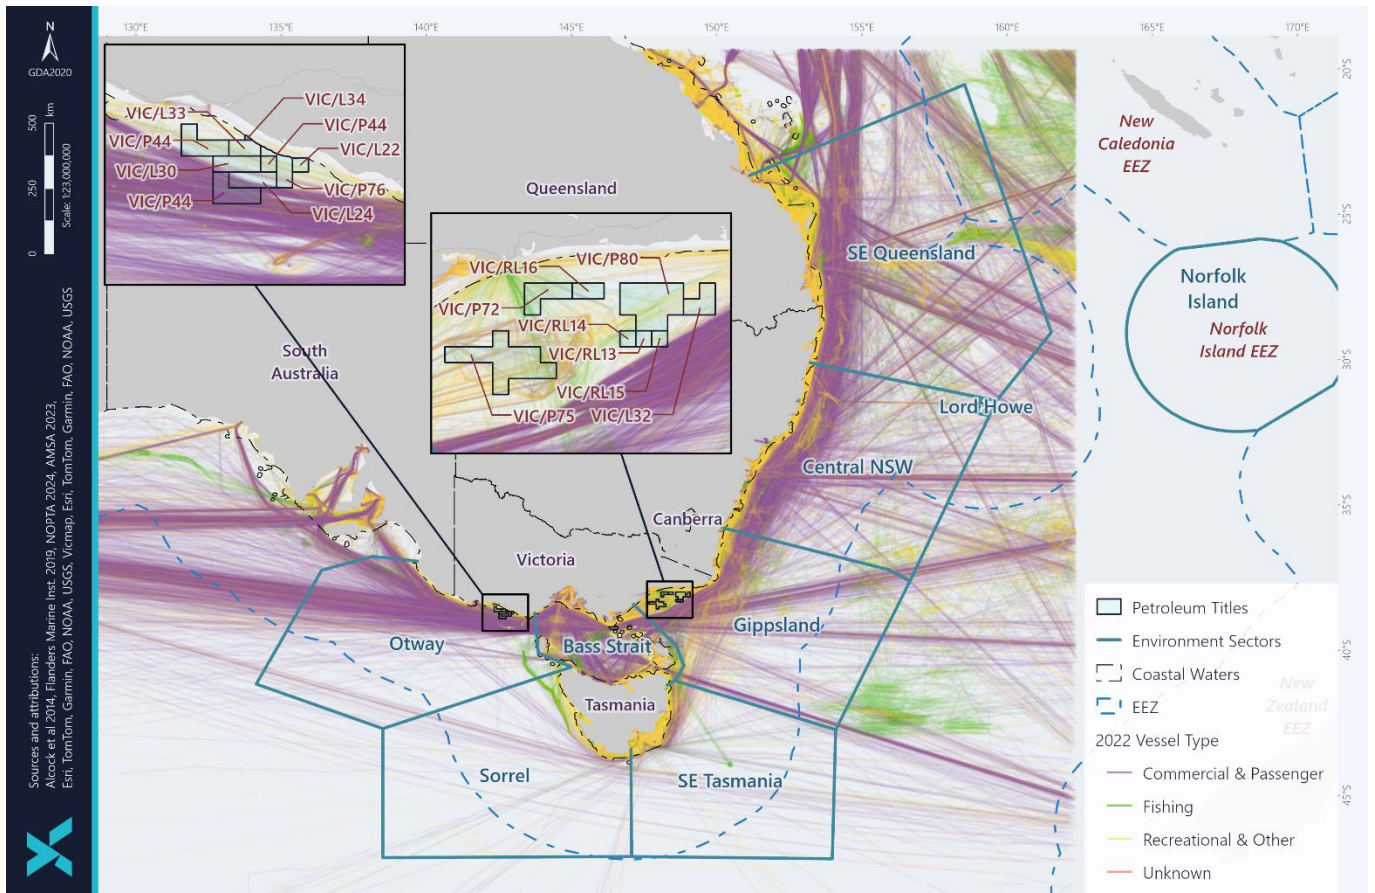 130°E
135°E
140°E
145°E
150°E
155°E
160°E
165°E
170°E
20°S
25°S
30°S
35°S
40°S
45°S
N
GDA2020
0
250
500
km
Scale: 1:23,000,000
Sources and attributions:
Alcock et al 2014, Flanders Marine Inst. 2019, NOPTA 2024, AMSA 2023,
Esri, TomTom, Garmin, FAO, NOAA, USGS, Vicmap, Esri, TomTom, Garmin, FAO, NOAA, USGS
VIC/L34
VIC/L33
VIC/P44
VIC/P44
VIC/L22
VIC/L30
VIC/P76
VIC/P44
VIC/L24
VIC/P80
VIC/RL16
VIC/P72
VIC/RL14
VIC/RL13
VIC/RL15
VIC/P75
VIC/L32
Queensland
South
Australia
Canberra
Victoria
Tasmania
New
Caledonia
EEZ
SE Queensland
Norfolk
Island
Norfolk
Island EEZ
Lord Howe
Central NSW
Gippsland
Otway
Bass Strait
Sorrel
SE Tasmania
New
Zealand
EEZ
Petroleum Titles
Environment Sectors
Coastal Waters
EEZ
2022 Vessel Type
Commercial & Passenger
Fishing
Recreational & Other
Unknown